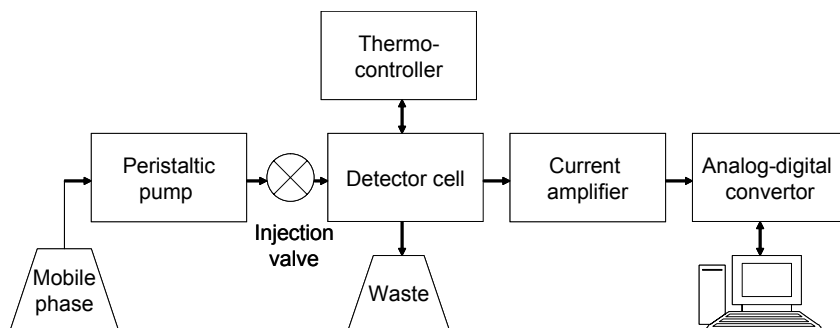 Thermo-
controller
Peristaltic
pump
Detector cell
Current
amplifier
Analog-digital
convertor
Injection
valve
Mobile
phase
Waste